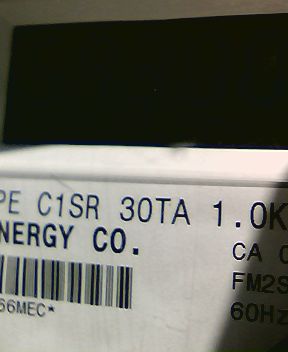 PE C1SR 30TA 1.0K
NERGY CO.
CA
FM2S
60Hz
66MEC*